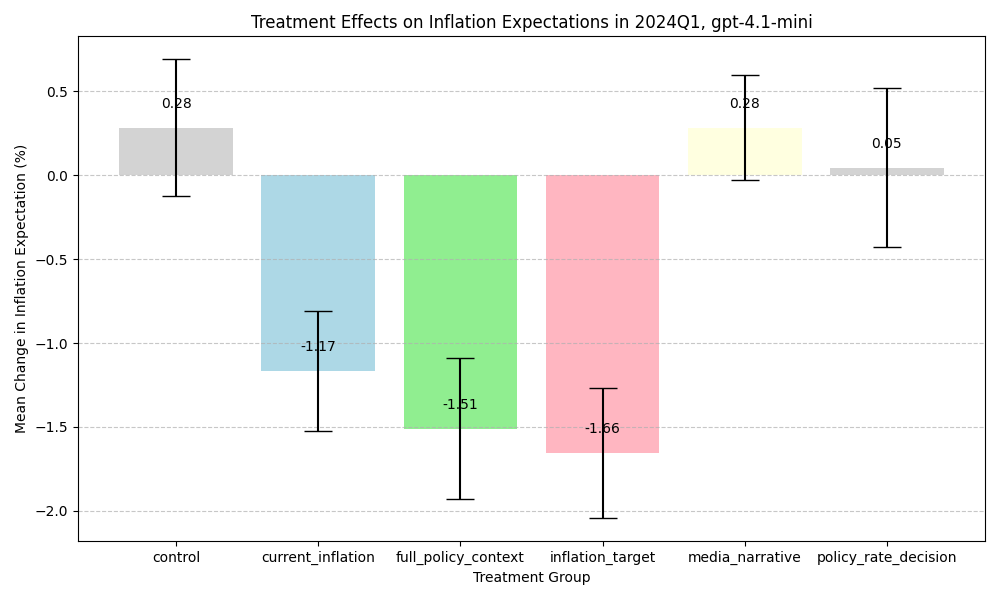 Treatment Effects on Inflation Expectations in 2024Q1, gpt-4.1-mini
Mean Change in Inflation Expectation (%)
0.5
0.0
−0.5
−1.0
−1.5
−2.0
0.28
-1.17
-1.51
-1.66
0.28
0.05
control
current_inflation
full_policy_context
inflation_target
media_narrative
policy_rate_decision
Treatment Group